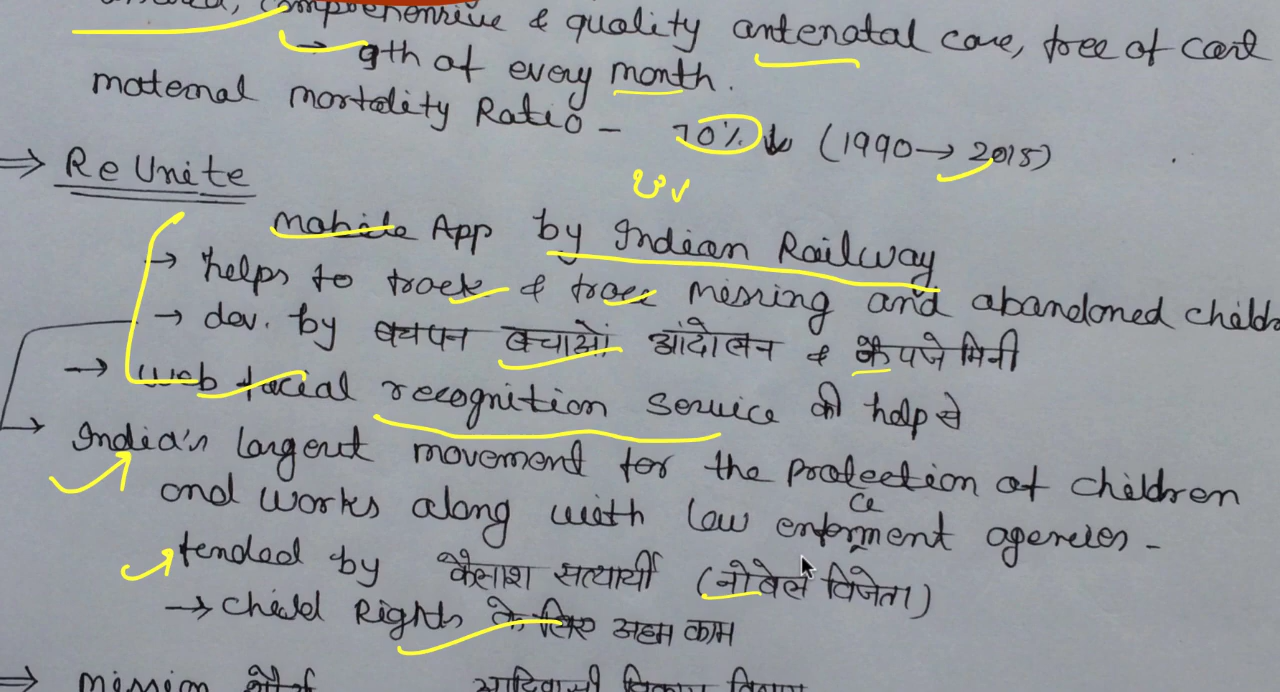 comprehensive & quality antenatal care, free of cost
→ 9th of every month.
maternal mortality Ratio - 70% ↓ (1990 → 2015)
⇒ ReUnite
mobile App by Indian Railway
→ helps to track & trace missing and abandoned child
→ dev. by बचपन बचाओ आंदोलन & कैपजेमिनी
→ web facial recognition service की help से
→ India's largest movement for the protection of children
and works along with law enforcement agencies.
by कैलाश सत्यार्थी (नोबेल विजेता)
→ Child Rights के लिए अहम काम
⇒ mission शौर्य आदिवासी विकास विभाग